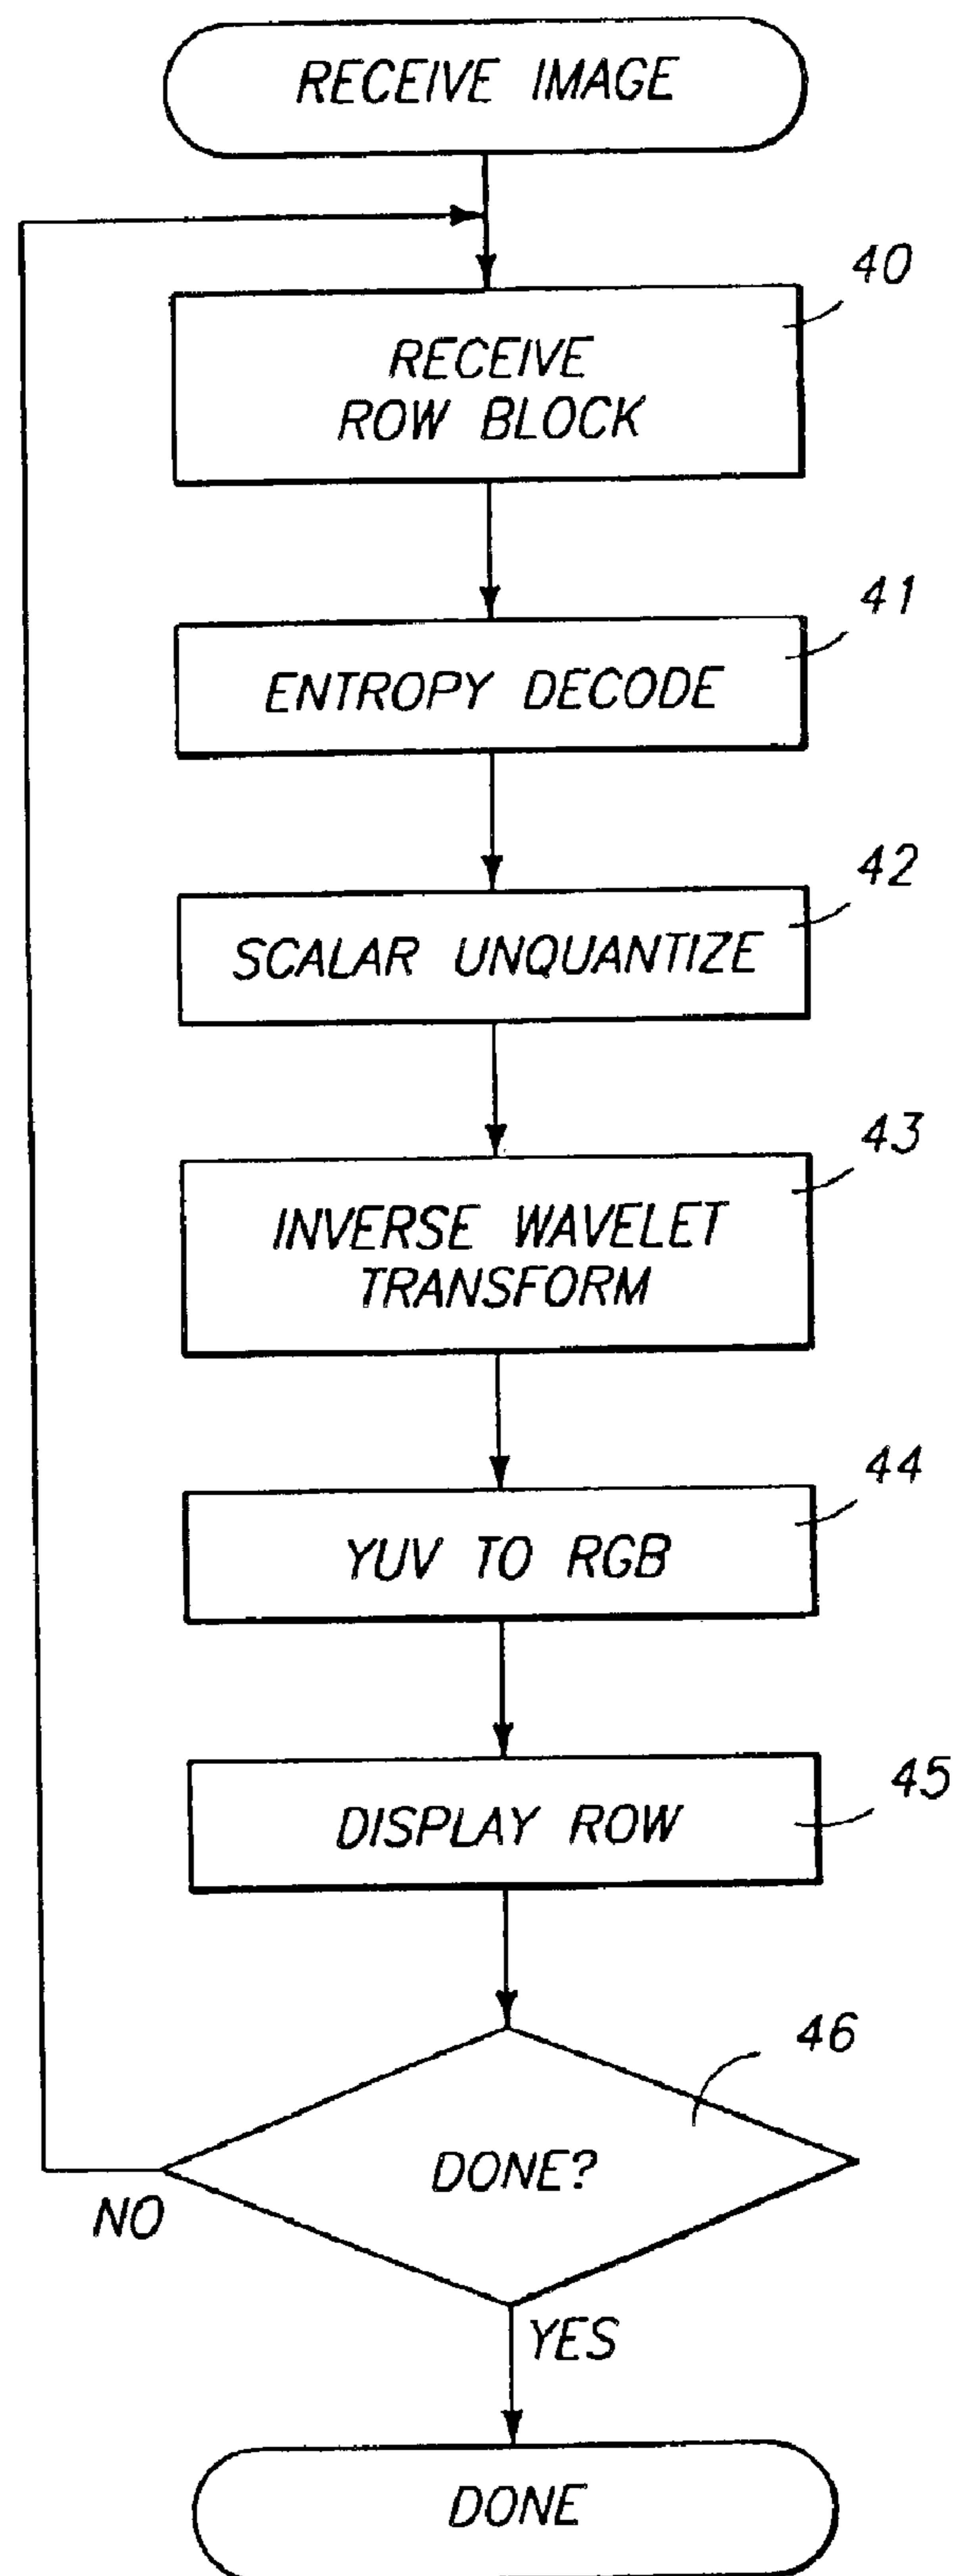 RECEIVE IMAGE
40
RECEIVE
ROW BLOCK
41
ENTROPY DECODE
42
SCALAR UNQUANTIZE
43
INVERSE WAVELET
TRANSFORM
44
YUV TO RGB
45
DISPLAY ROW
46
DONE?
NO
YES
DONE